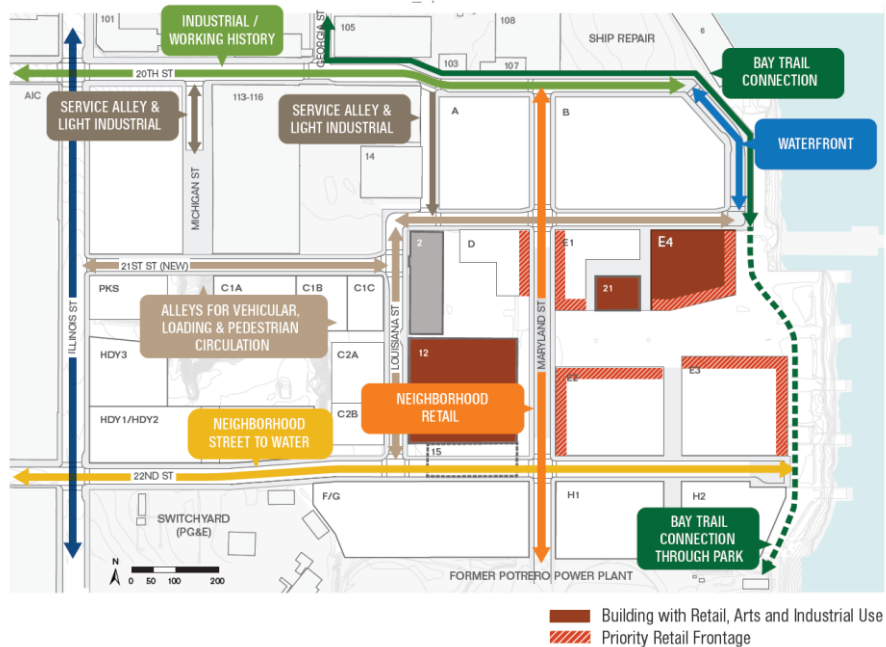 101
INDUSTRIAL /
WORKING HISTORY
GEORGIA ST
105
108
SHIP REPAIR
6
103
107
BAY TRAIL
CONNECTION
20TH ST
AIC
SERVICE ALLEY &
LIGHT INDUSTRIAL
113-116
SERVICE ALLEY &
LIGHT INDUSTRIAL
A
B
WATERFRONT
14
MICHIGAN ST
2
D
E1
E4
21ST ST (NEW)
PKS
C1A
C1B
C1C
21
ALLEYS FOR VEHICULAR,
LOADING & PEDESTRIAN
CIRCULATION
ILLINOIS ST
LOUISIANA ST
MARYLAND ST
HDY3
C2A
12
E2
E3
NEIGHBORHOOD
RETAIL
HDY1/HDY2
C2B
NEIGHBORHOOD
STREET TO WATER
15
22ND ST
F/G
H1
H2
SWITCHYARD
(PG&E)
BAY TRAIL
CONNECTION
THROUGH PARK
N
0 50 100 200
FORMER POTRERO POWER PLANT
Building with Retail, Arts and Industrial Use
Priority Retail Frontage